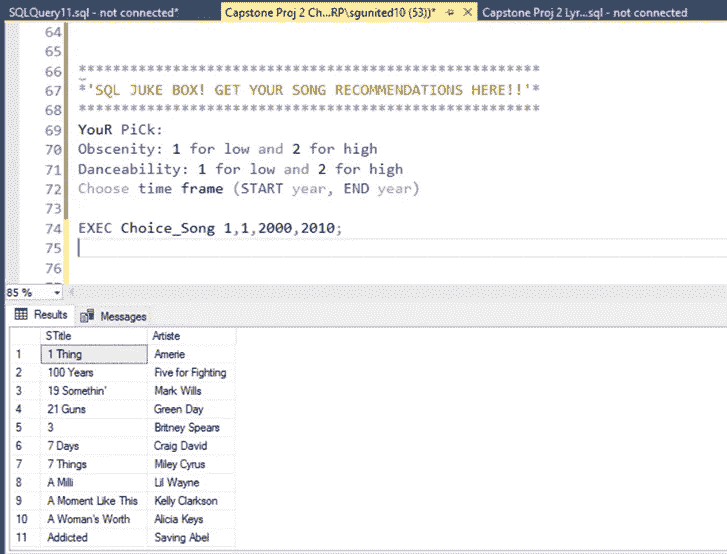 SQLQuery11.sql - not connected* Capstone Proj 2 Ch...RP\sgunited10 (53))* Capstone Proj 2 Lyr...sql - not connected
64
65
66 ******************************************************
67 *'SQL JUKE BOX! GET YOUR SONG RECOMMENDATIONS HERE!!'*
68 ******************************************************
69 YouR PiCk:
70 Obscenity: 1 for low and 2 for high
71 Danceability: 1 for low and 2 for high
72 Choose time frame (START year, END year)
73
74 EXEC Choice_Song 1,1,2000,2010;
75
76
85 %
Results Messages
STitle Artiste
1 1 Thing Amerie
2 100 Years Five for Fighting
3 19 Somethin' Mark Wills
4 21 Guns Green Day
5 3 Britney Spears
6 7 Days Craig David
7 7 Things Miley Cyrus
8 A Milli Lil Wayne
9 A Moment Like This Kelly Clarkson
10 A Woman's Worth Alicia Keys
11 Addicted Saving Abel